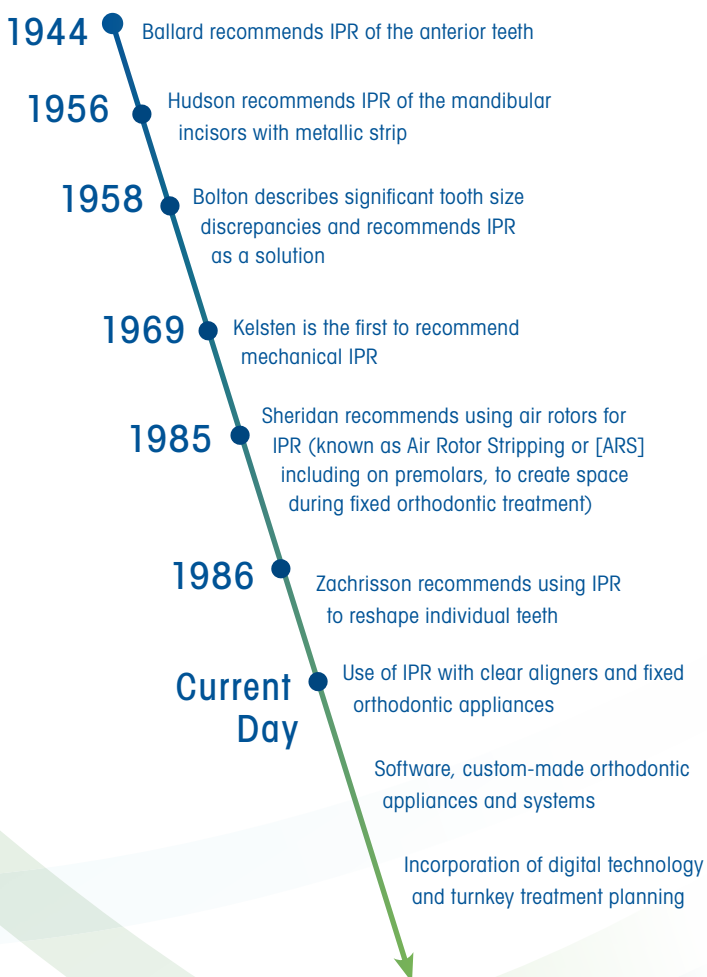 1944
Ballard recommends IPR of the anterior teeth
1956
Hudson recommends IPR of the mandibular
incisors with metallic strip
1958
Bolton describes significant tooth size
discrepancies and recommends IPR
as a solution
1969
Kelsten is the first to recommend
mechanical IPR
1985
Sheridan recommends using air rotors for
IPR (known as Air Rotor Stripping or [ARS]
including on premolars, to create space
during fixed orthodontic treatment)
1986
Zachrisson recommends using IPR
to reshape individual teeth
Current
Day
Use of IPR with clear aligners and fixed
orthodontic appliances
Software, custom-made orthodontic
appliances and systems
Incorporation of digital technology
and turnkey treatment planning